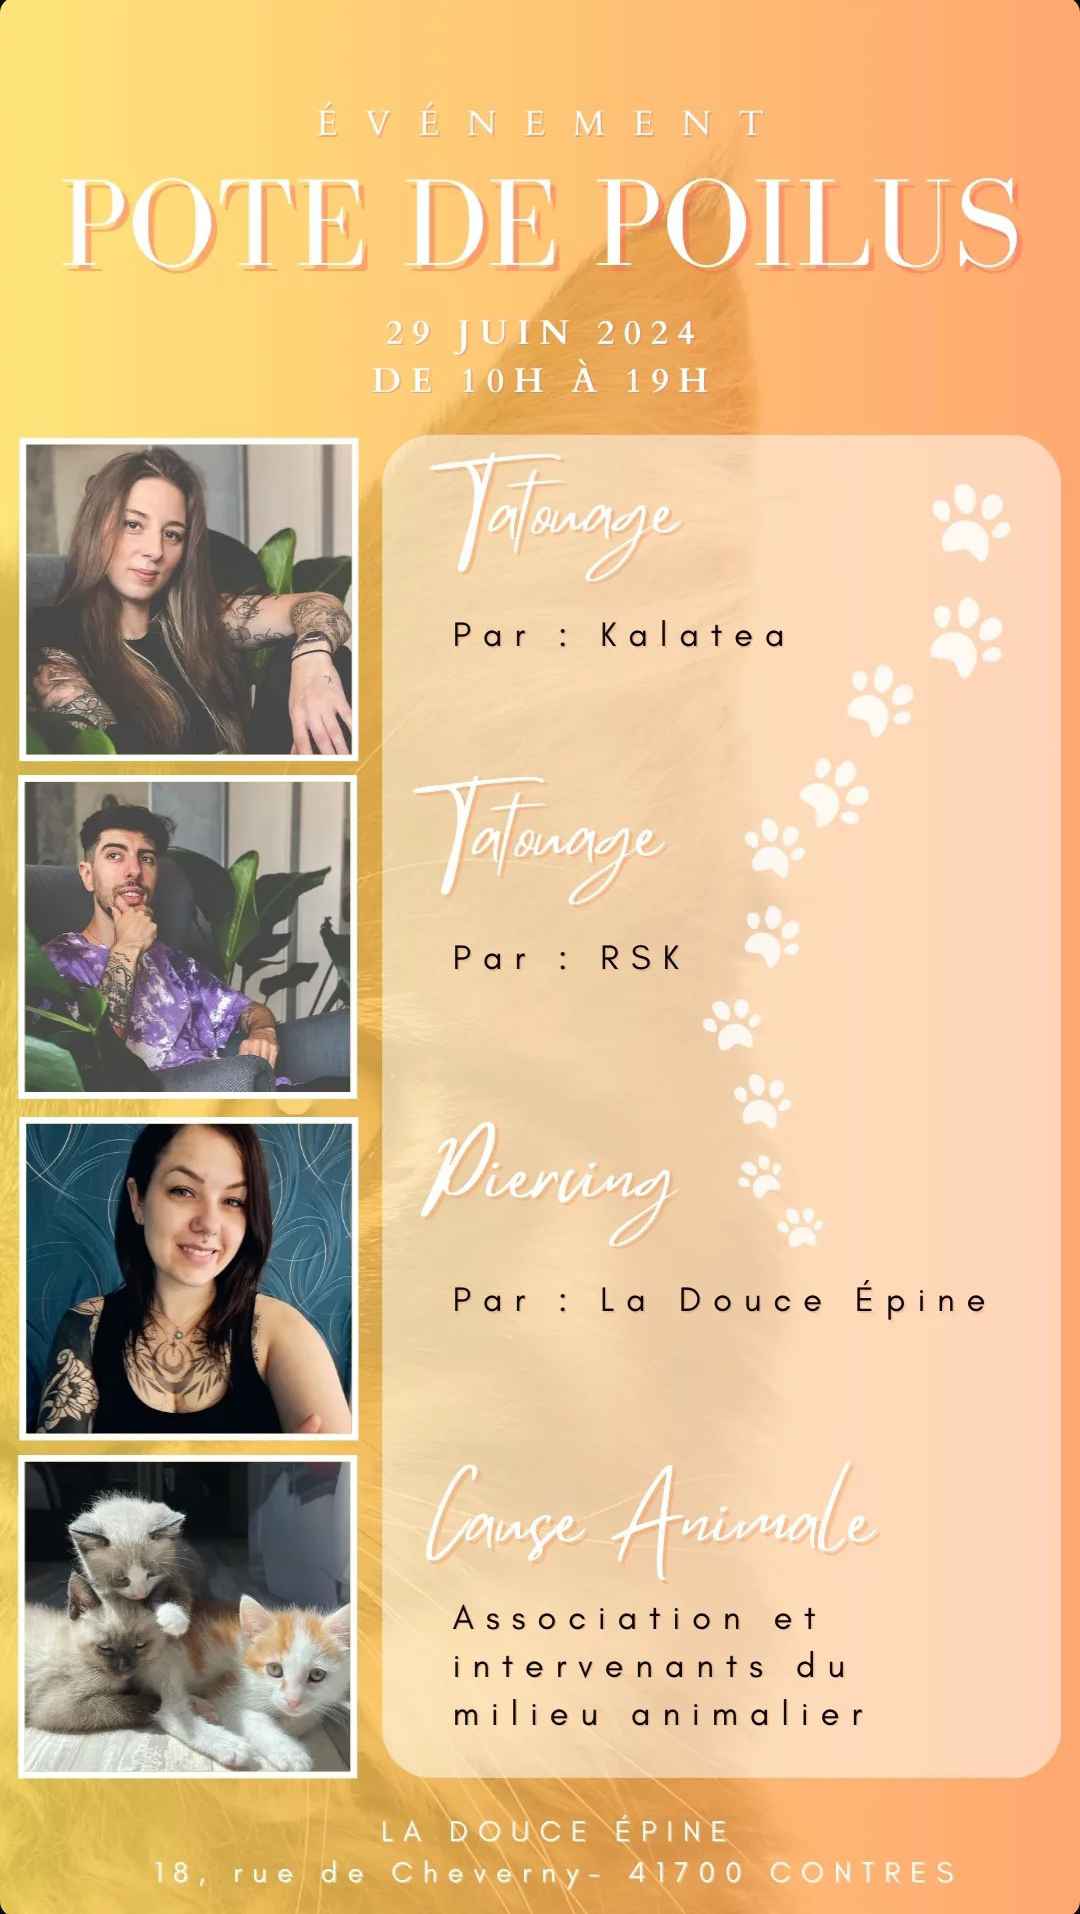 ÉVÉNEMENT
POTE DE POILUS
29 JUIN 2024
DE 10H À 19H
Tatouage
Par : Kalatea
Tatouage
Par : RSK
Piercing
Par : La Douce Épine
Cause Animale
Association et
intervenants du
milieu animalier
LA DOUCE ÉPINE
18, rue de Cheverny- 41700 CONTRES